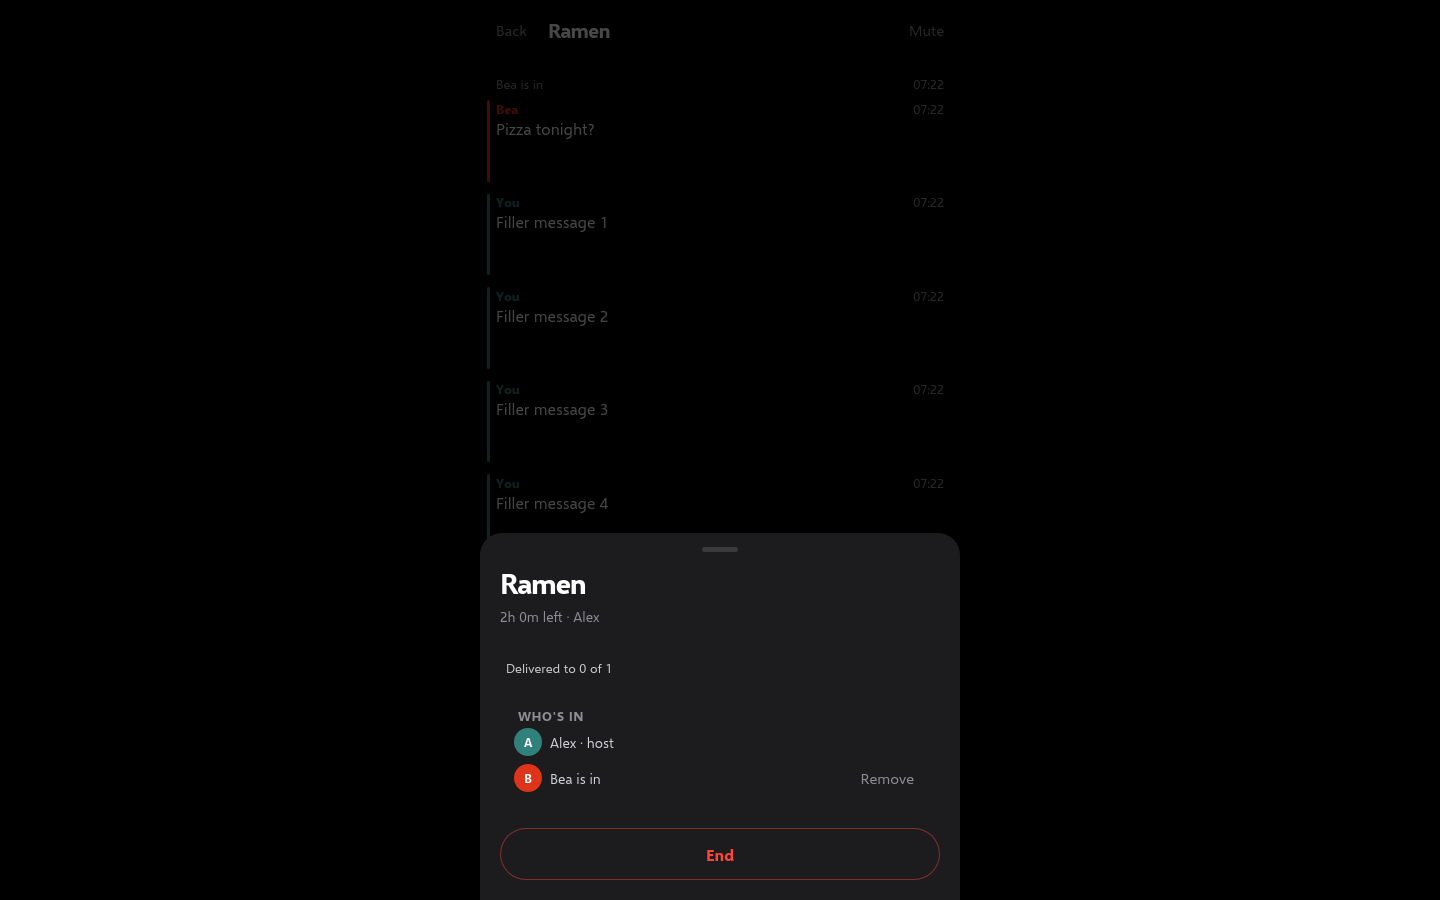 Back Ramen Mute
Bea is in 07:22
Bea 07:22
Pizza tonight?
You 07:22
Filler message 1
You 07:22
Filler message 2
You 07:22
Filler message 3
You 07:22
Filler message 4
Ramen
2h 0m left · Alex
Delivered to 0 of 1
WHO'S IN
A Alex · host
B Bea is in Remove
End